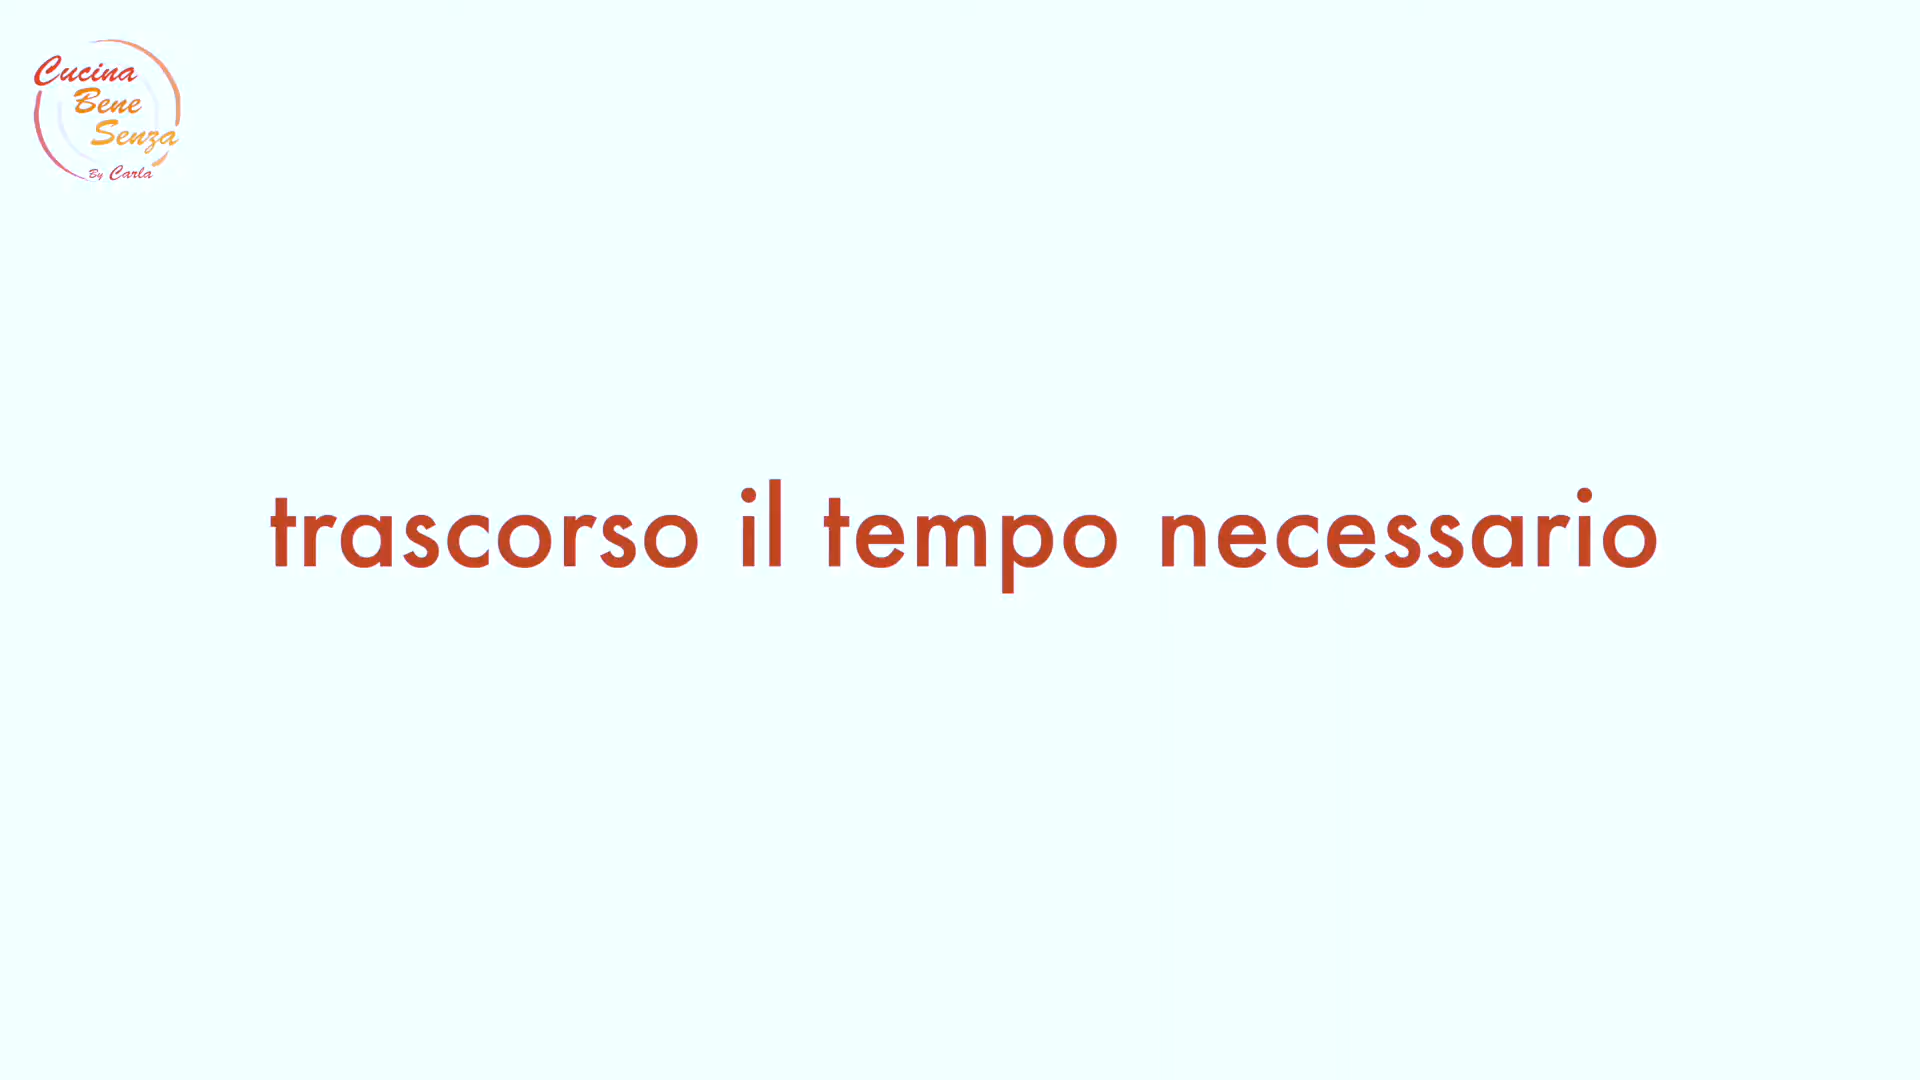 Cucina
Bene
Senza
By Carla
trascorso il tempo necessario